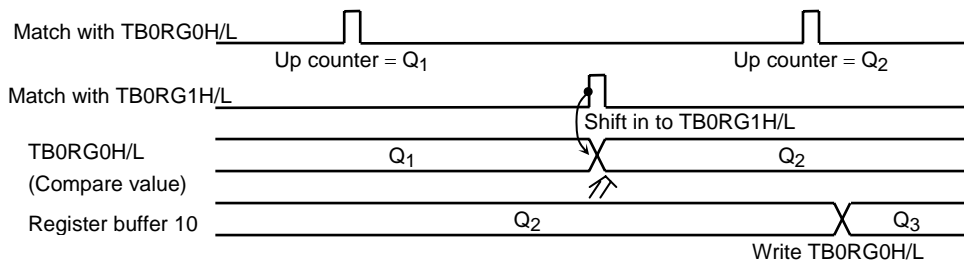 Match with TB0RG0H/L
Up counter = Q1
Up counter = Q2
Match with TB0RG1H/L
Shift in to TB0RG1H/L
TB0RG0H/L
(Compare value)
Q1
Q2
Register buffer 10
Q2
Q3
Write TB0RG0H/L